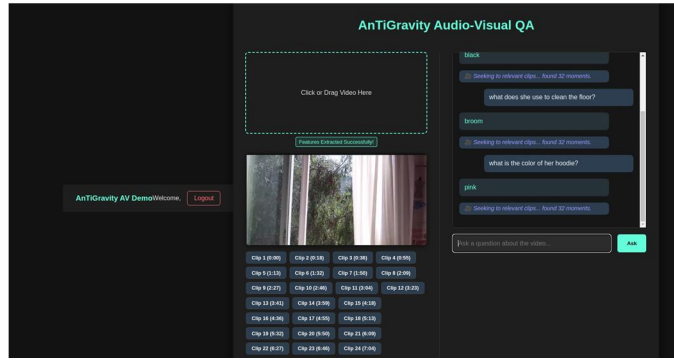 AnTiGravity Audio-Visual QA
AnTiGravity AV Demo
Welcome,
Logout
Click or Drag Video Here
Features Extracted Successfully!
Clip 1 (0:00) Clip 2 (0:18) Clip 3 (0:36) Clip 4 (0:55)
Clip 5 (1:13) Clip 6 (1:32) Clip 7 (1:50) Clip 8 (2:09)
Clip 9 (2:27) Clip 10 (2:46) Clip 11 (3:04) Clip 12 (3:23)
Clip 13 (3:41) Clip 14 (3:59) Clip 15 (4:18)
Clip 16 (4:36) Clip 17 (4:55) Clip 18 (5:13)
Clip 19 (5:32) Clip 20 (5:50) Clip 21 (6:09)
Clip 22 (6:27) Clip 23 (6:46) Clip 24 (7:04)
black
Seeking to relevant clips... found 32 moments.
what does she use to clean the floor?
broom
Seeking to relevant clips... found 32 moments.
what is the color of her hoodie?
pink
Seeking to relevant clips... found 32 moments.
Ask a question about the video...
Ask